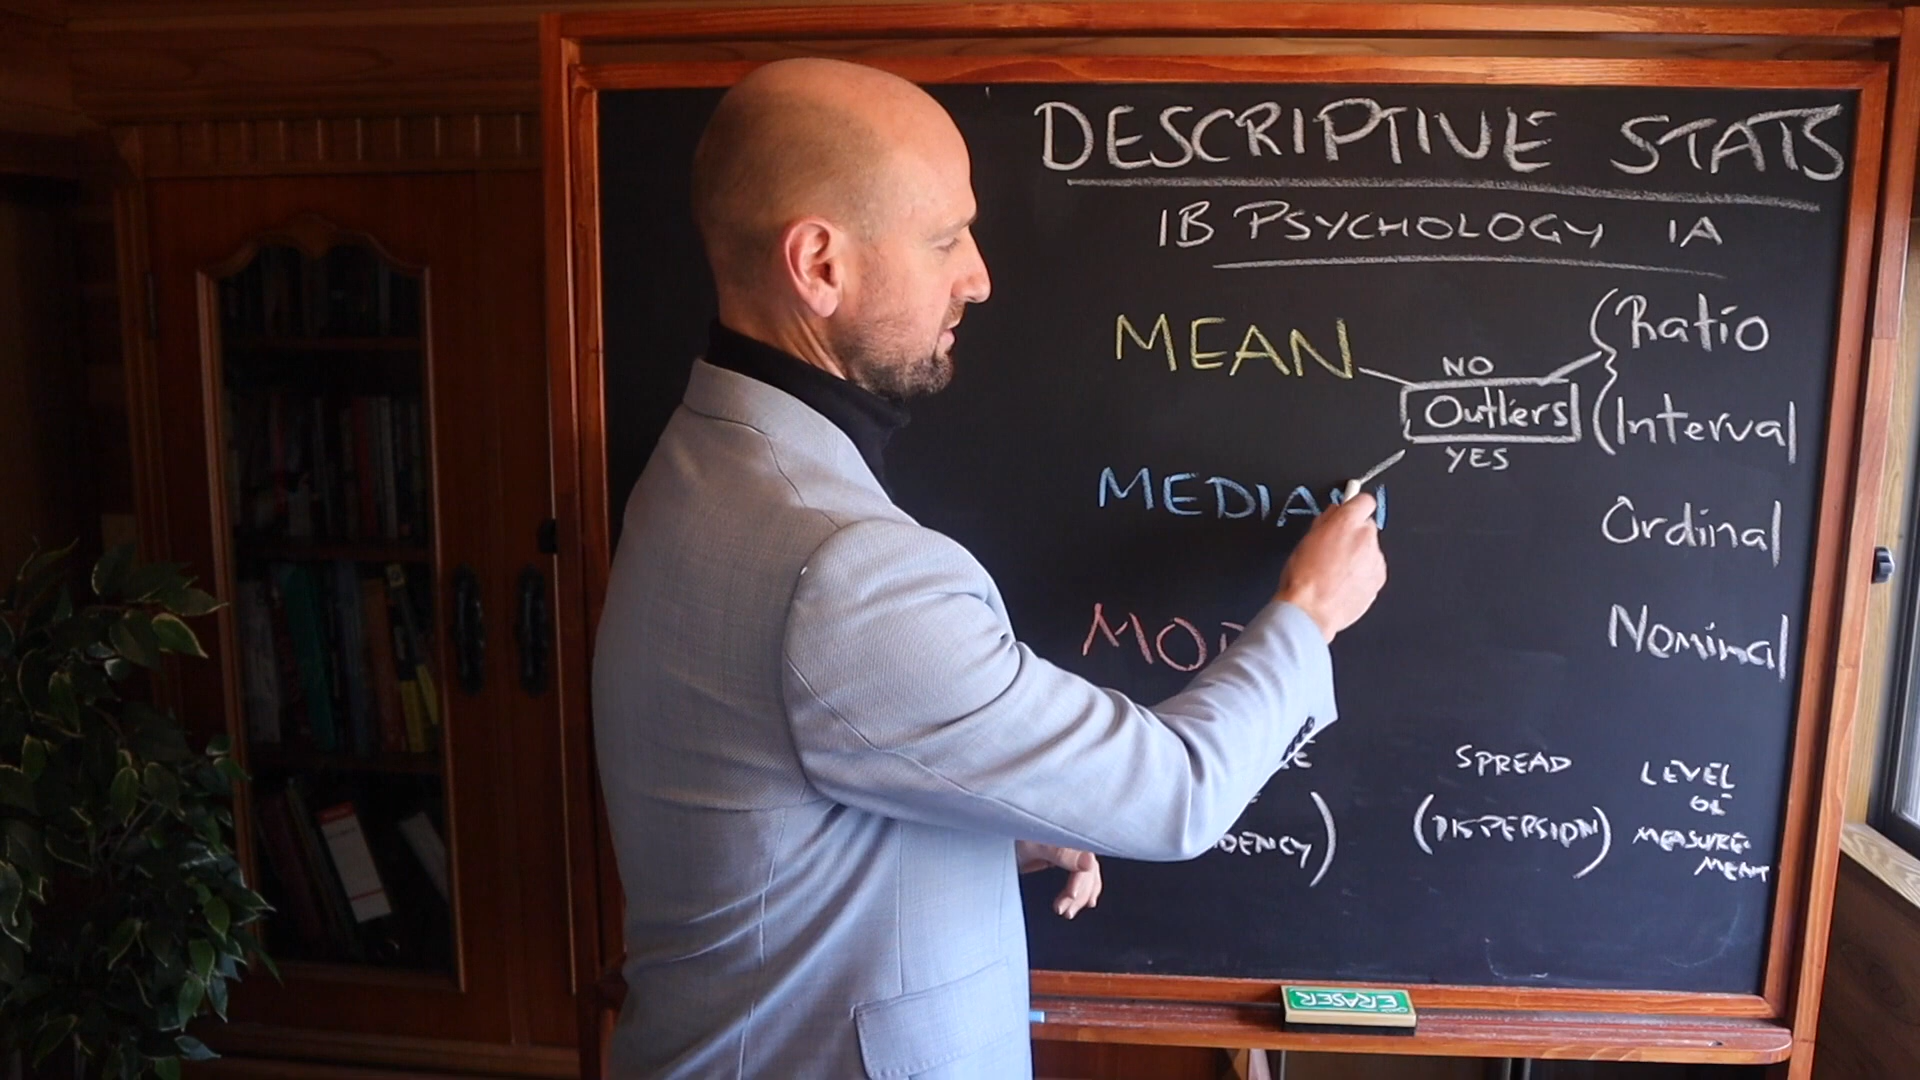 DESCRIPTIVE STATS
IB PSYCHOLOGY IA
MEAN
NO
Outliers
YES
Ratio
Interval
MEDIAN
Ordinal
Nominal
SPREAD
(DISPERSION)
LEVEL
OF
MEASURE-
MENT
ERASER